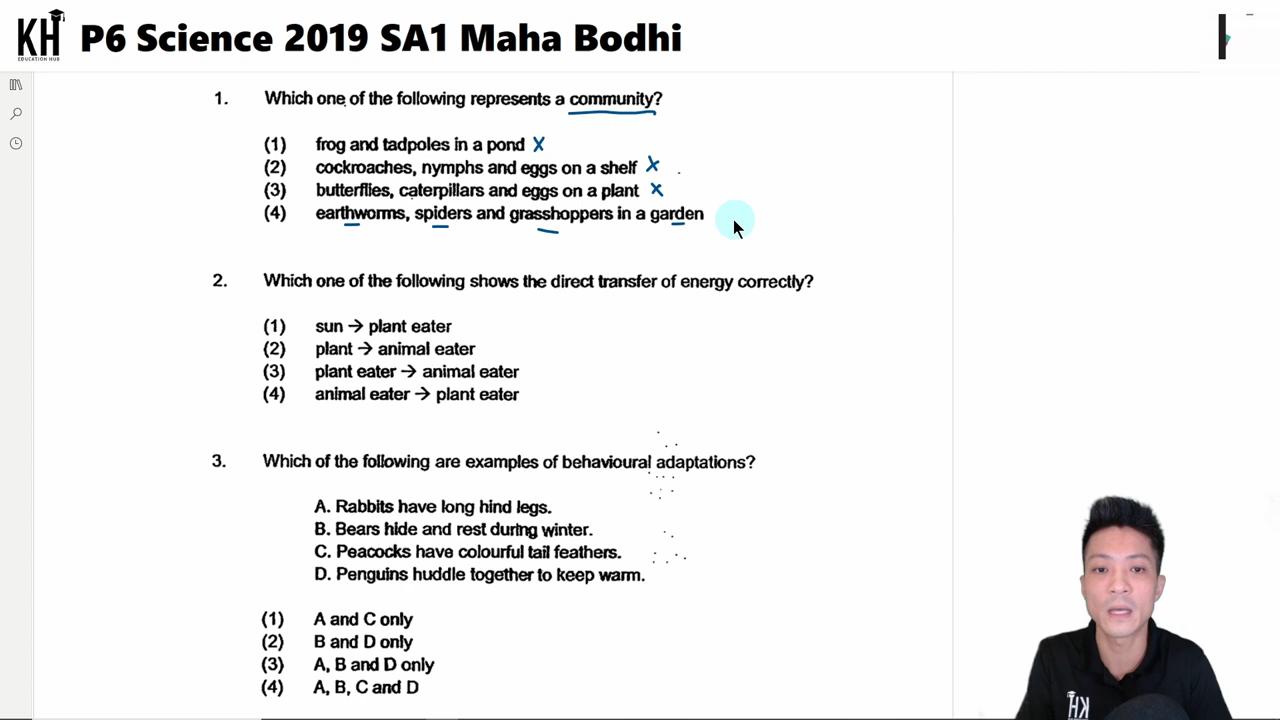 KH
EDUCATION HUB
P6 Science 2019 SA1 Maha Bodhi
1. Which one of the following represents a community?
(1) frog and tadpoles in a pond X
(2) cockroaches, nymphs and eggs on a shelf X
(3) butterflies, caterpillars and eggs on a plant X
(4) earthworms, spiders and grasshoppers in a garden
2. Which one of the following shows the direct transfer of energy correctly?
(1) sun → plant eater
(2) plant → animal eater
(3) plant eater → animal eater
(4) animal eater → plant eater
3. Which of the following are examples of behavioural adaptations?
A. Rabbits have long hind legs.
B. Bears hide and rest during winter.
C. Peacocks have colourful tail feathers.
D. Penguins huddle together to keep warm.
(1) A and C only
(2) B and D only
(3) A, B and D only
(4) A, B, C and D
KH